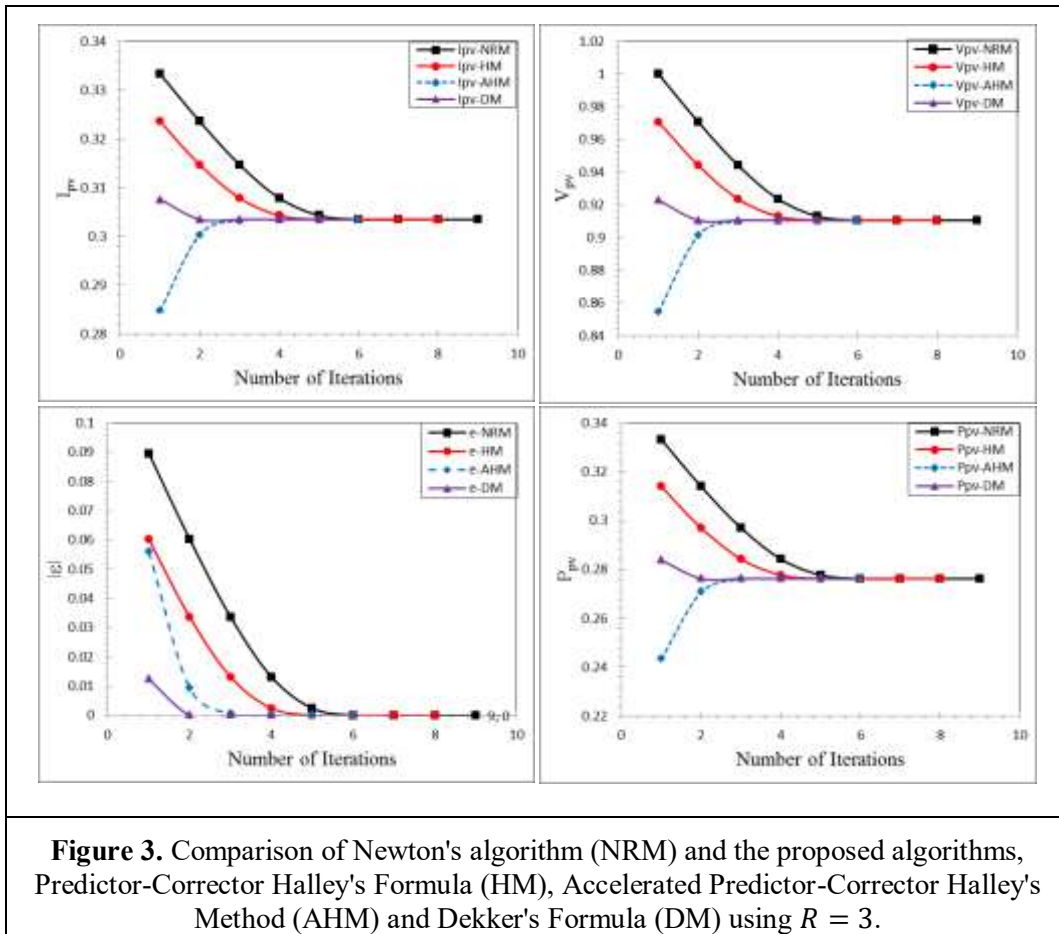 0.34
0.33
0.32
0.31
0.3
0.29
0.28
0 2 4 6 8 10
Ipv
Number of Iterations
Ipv-NRM
Ipv-HM
Ipv-AHM
Ipv-DM
1.02
1
0.98
0.96
0.94
0.92
0.9
0.88
0.86
0.84
0 2 4 6 8 10
Vpv
Number of Iterations
Vpv-NRM
Vpv-HM
Vpv-AHM
Vpv-DM
0.1
0.09
0.08
0.07
0.06
0.05
0.04
0.03
0.02
0.01
0
0 2 4 6 8 10
|g|
Number of Iterations
e-NRM
e-HM
e-AHM
e-DM
9, 0
0.34
0.32
0.3
0.28
0.26
0.24
0.22
0 2 4 6 8 10
Ppv
Number of Iterations
Ppv-NRM
Ppv-HM
Ppv-AHM
Ppv-DM
Figure 3. Comparison of Newton's algorithm (NRM) and the proposed algorithms,
Predictor-Corrector Halley's Formula (HM), Accelerated Predictor-Corrector Halley's
Method (AHM) and Dekker's Formula (DM) using R = 3.